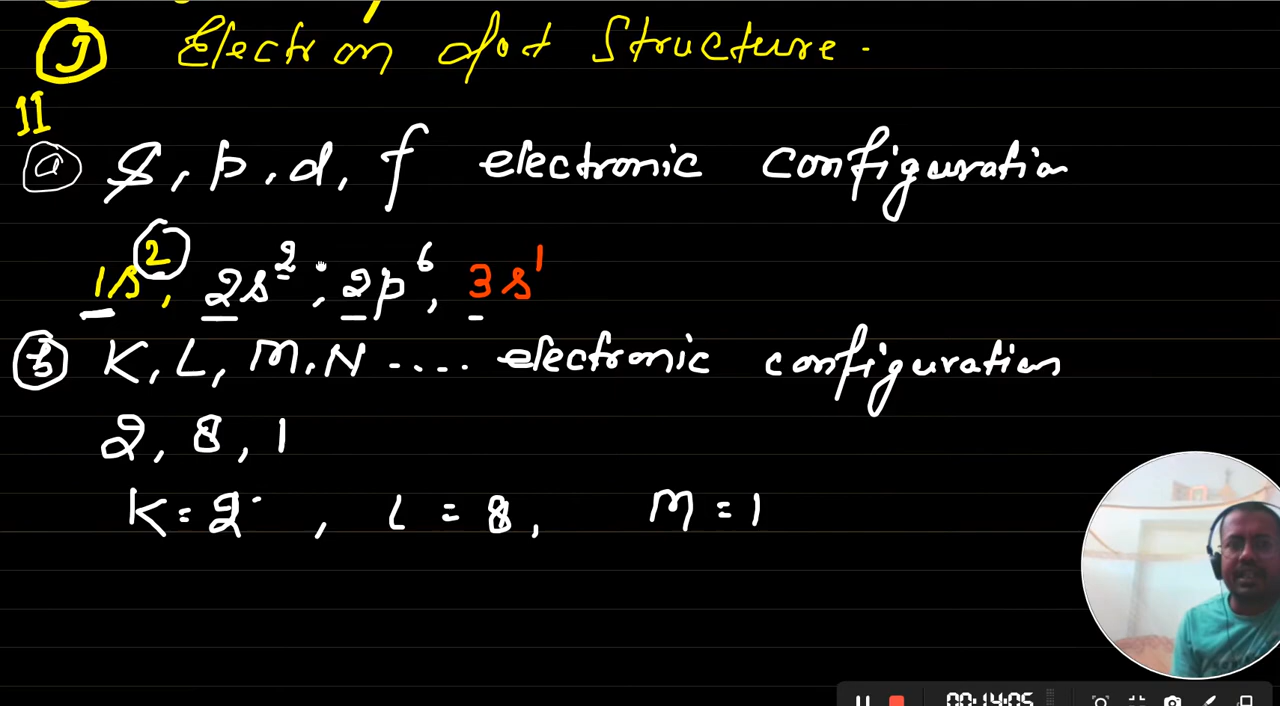 J Electron dot Structure.
II
a S, p, d, f electronic configuration
1s², 2s², 2p⁶, 3s¹
b K, L, M, N .... electronic configuration
2, 8, 1
K = 2, L = 8, M = 1
00:14:05